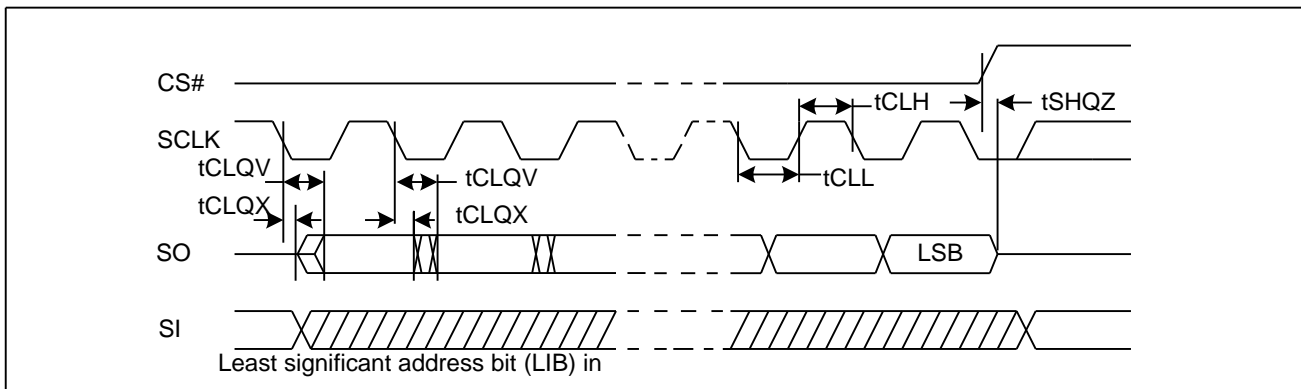 CS#
tCLH
tSHQZ
SCLK
tCLQV
tCLQV
tCLL
tCLQX
tCLQX
SO
LSB
SI
Least significant address bit (LIB) in